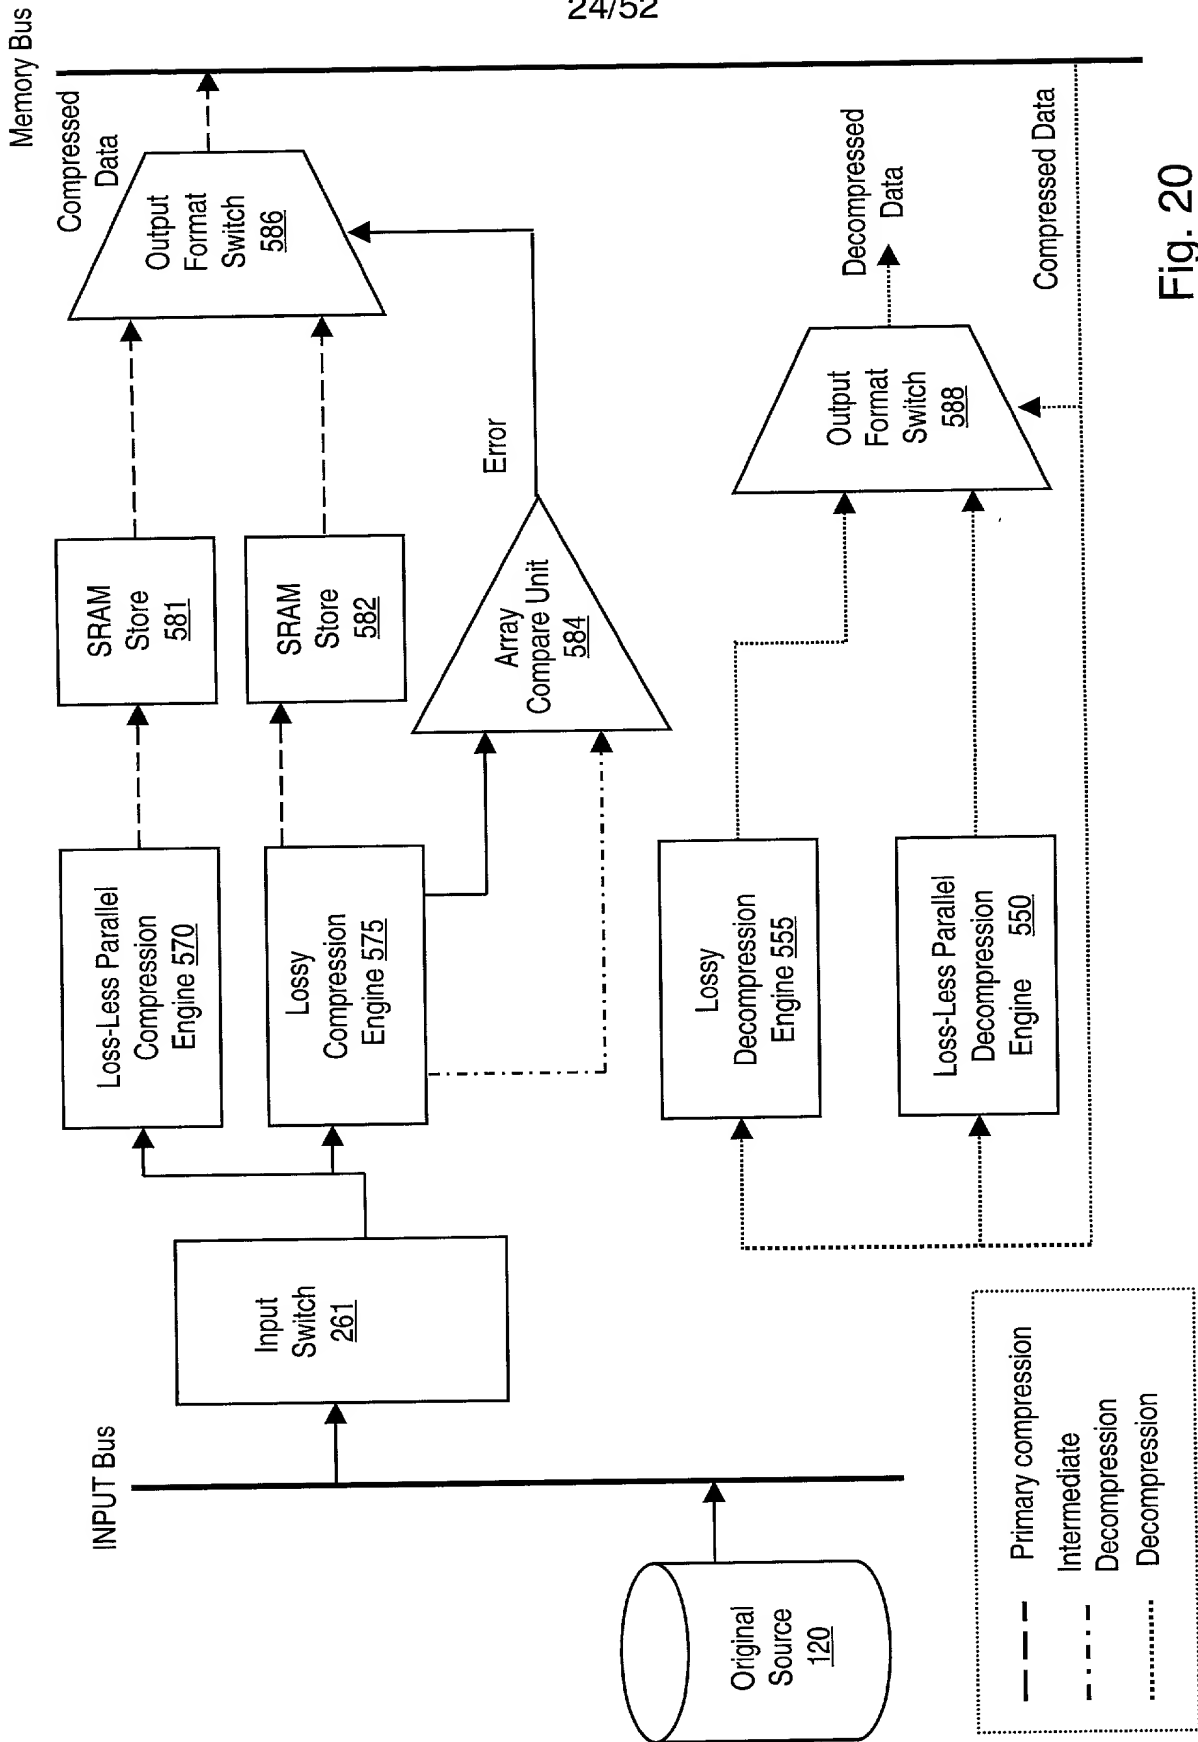 24/52
Memory Bus
Compressed
Data
Output
Format
Switch
586
SRAM
Store
581
SRAM
Store
582
Error
Array
Compare Unit
584
Loss-Less Parallel
Compression
Engine 570
Lossy
Compression
Engine 575
Input
Switch
261
INPUT Bus
Original
Source
120
Decompressed
Data
Output
Format
Switch
588
Compressed Data
Lossy
Decompression
Engine 555
Loss-Less Parallel
Decompression
Engine 550
Primary compression
Intermediate
Decompression
Decompression
Fig. 20